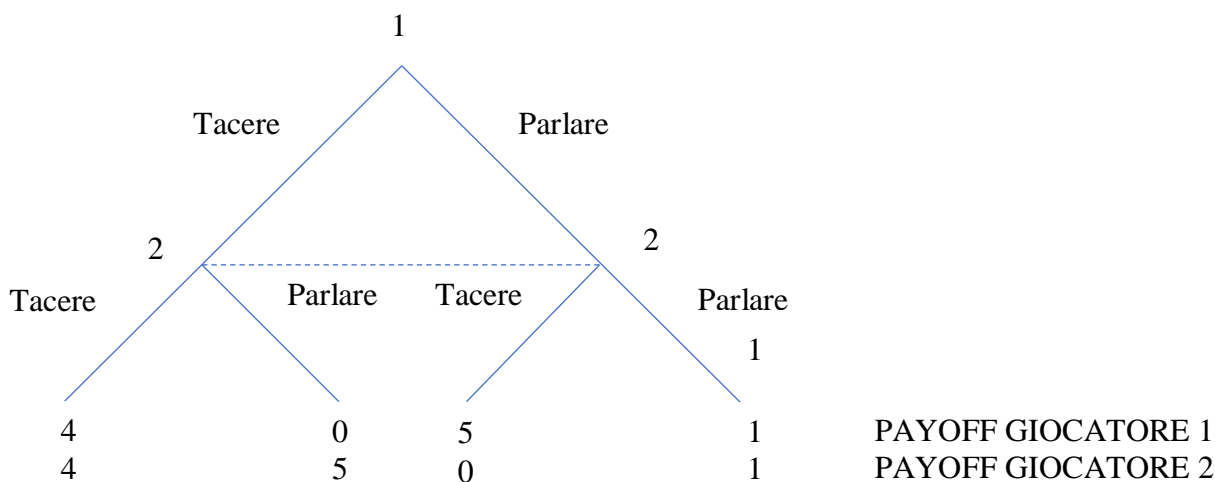 1
Tacere Parlare
2 2
Tacere Parlare Tacere Parlare
1
4 0 5 1 PAYOFF GIOCATORE 1
4 5 0 1 PAYOFF GIOCATORE 2